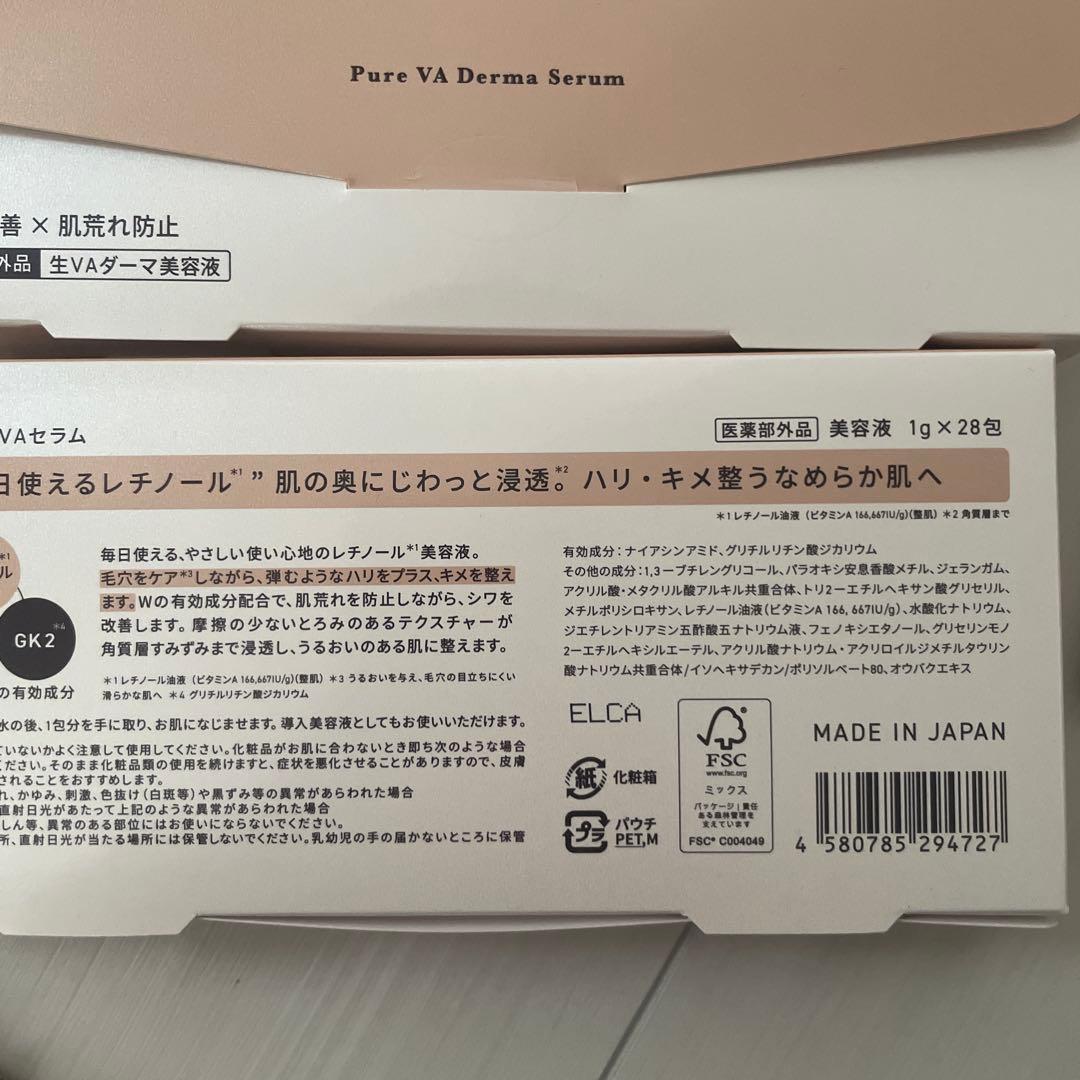 Pure VA Derma Serum
善 × 肌荒れ防止
外品 生VAダーマ美容液
VAセラム
医薬部外品 美容液 1g×28包
日使えるレチノール*1 ” 肌の奥にじわっと浸透。*2 ハリ・キメ整うなめらか肌へ
*1 レチノール油液（ビタミンA 166,667IU/g）（整肌）*2 角質層まで
*1
ル
GK2 *4
の有効成分
毎日使える、やさしい使い心地のレチノール*1美容液。
毛穴をケア*3しながら、弾むようなハリをプラス、キメを整え
ます。Wの有効成分配合で、肌荒れを防止しながら、シワを
改善します。摩擦の少ないとろみのあるテクスチャーが
角質層すみずみまで浸透し、うるおいのある肌に整えます。
*1 レチノール油液（ビタミンA 166,667IU/g）（整肌）*3 うるおいを与え、毛穴の目立ちにくい
滑らかな肌へ *4 グリチルリチン酸ジカリウム
水の後、1包分を手に取り、お肌になじませます。導入美容液としてもお使いいただけます。
ていないかよく注意して使用してください。化粧品がお肌に合わないとき即ち次のような場合
ください。そのまま化粧品類の使用を続けますと、症状を悪化させることがありますので、皮膚
されることをおすすめします。
れ、かゆみ、刺激、色抜け（白斑等）や黒ずみ等の異常があらわれた場合
直射日光があたって上記のような異常があらわれた場合
しん等、異常のある部位にはお使いにならないでください。
所、直射日光が当たる場所には保管しないでください。乳幼児の手の届かないところに保管
有効成分：ナイアシンアミド、グリチルリチン酸ジカリウム
その他の成分：1,3－ブチレングリコール、パラオキシ安息香酸メチル、ジェランガム、
アクリル酸・メタクリル酸アルキル共重合体、トリ2－エチルヘキサン酸グリセリル、
メチルポリシロキサン、レチノール油液（ビタミンA 166, 667IU/g）、水酸化ナトリウム、
ジエチレントリアミン五酢酸五ナトリウム液、フェノキシエタノール、グリセリンモノ
2－エチルヘキシルエーテル、アクリル酸ナトリウム・アクリロイルジメチルタウリン
酸ナトリウム共重合体/イソヘキサデカン/ポリソルベート80、オウバクエキス
ELCA
紙 化粧箱
プラ パウチ
PET,M
FSC
www.fsc.org
ミックス
パッケージ｜責任
ある森林管理を
支えています
FSC® C004049
MADE IN JAPAN
4 580785 294727